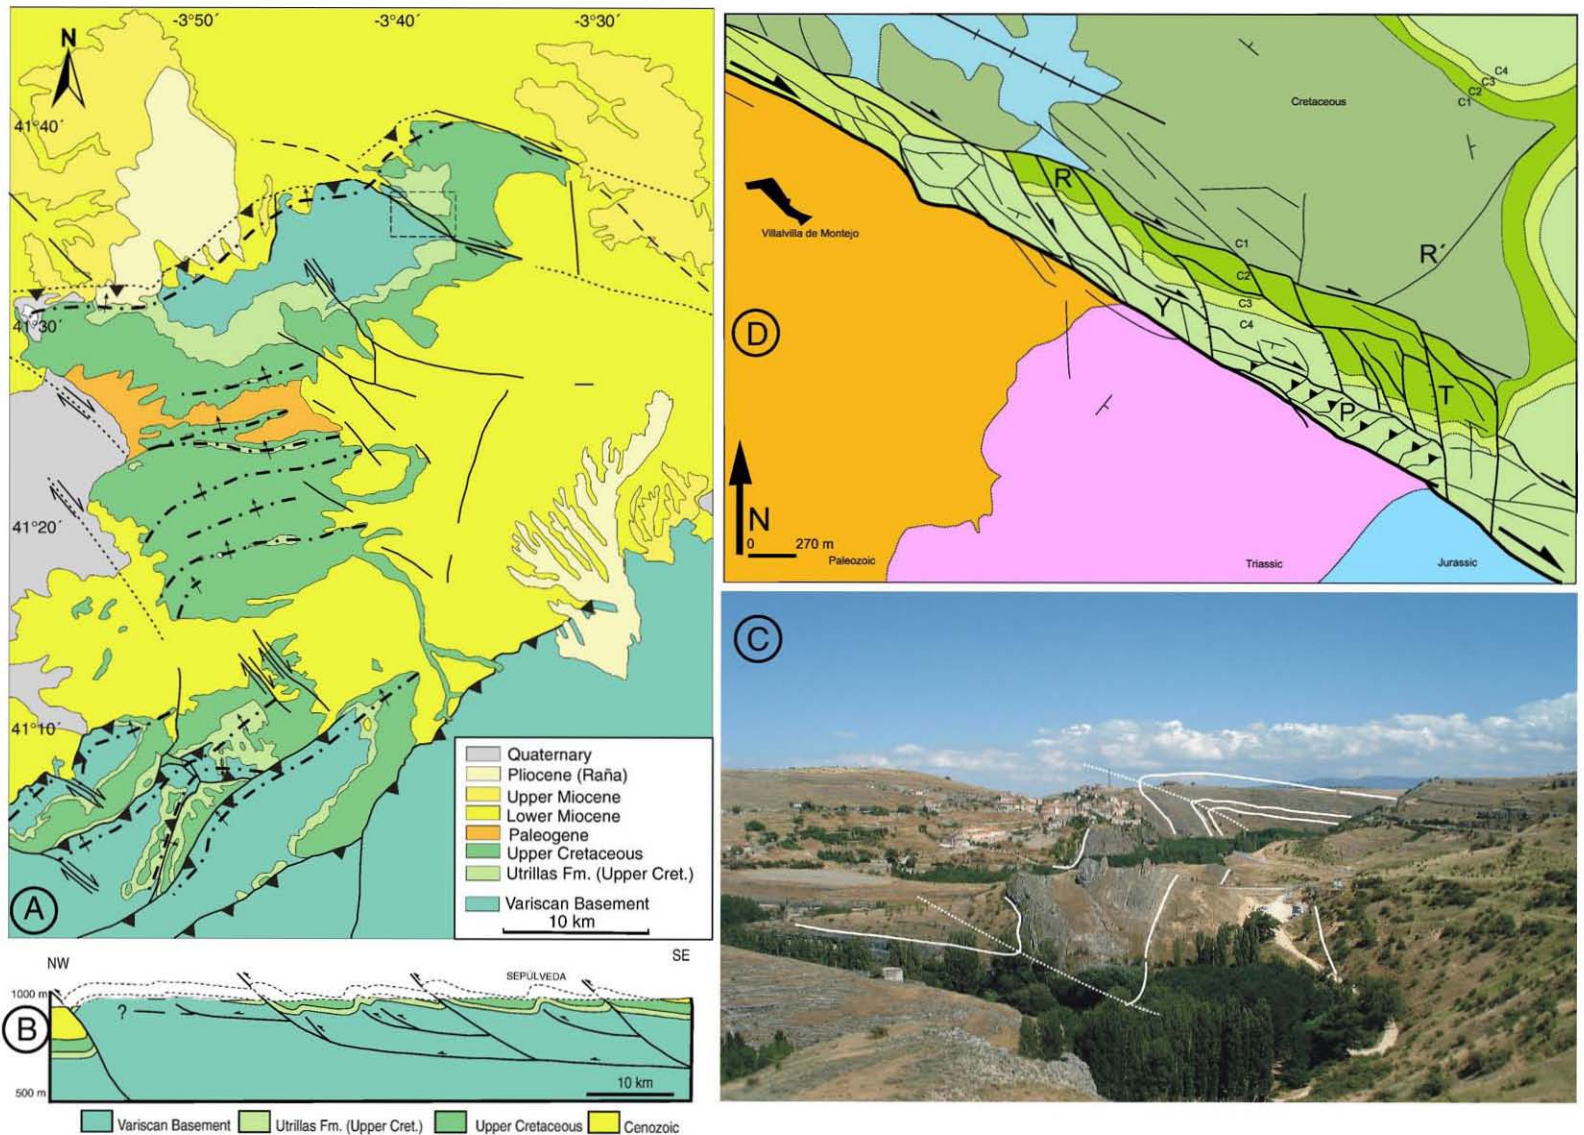 -3°50´
-3°40´
-3°30´
N
41°40´
41°30´
41°20´
41°10´
Quaternary
Pliocene (Raña)
Upper Miocene
Lower Miocene
Paleogene
Upper Cretaceous
Utrillas Fm. (Upper Cret.)
Variscan Basement
10 km
A
NW
SE
SEPÚLVEDA
1000 m
?
B
500 m
10 km
Variscan Basement
Utrillas Fm. (Upper Cret.)
Upper Cretaceous
Cenozoic
C4
C3
C2
C1
Cretaceous
R
Villalvilla de Montejo
C1
R´
C2
Y
C3
C4
D
P
T
N
0
270 m
Paleozoic
Triassic
Jurassic
C